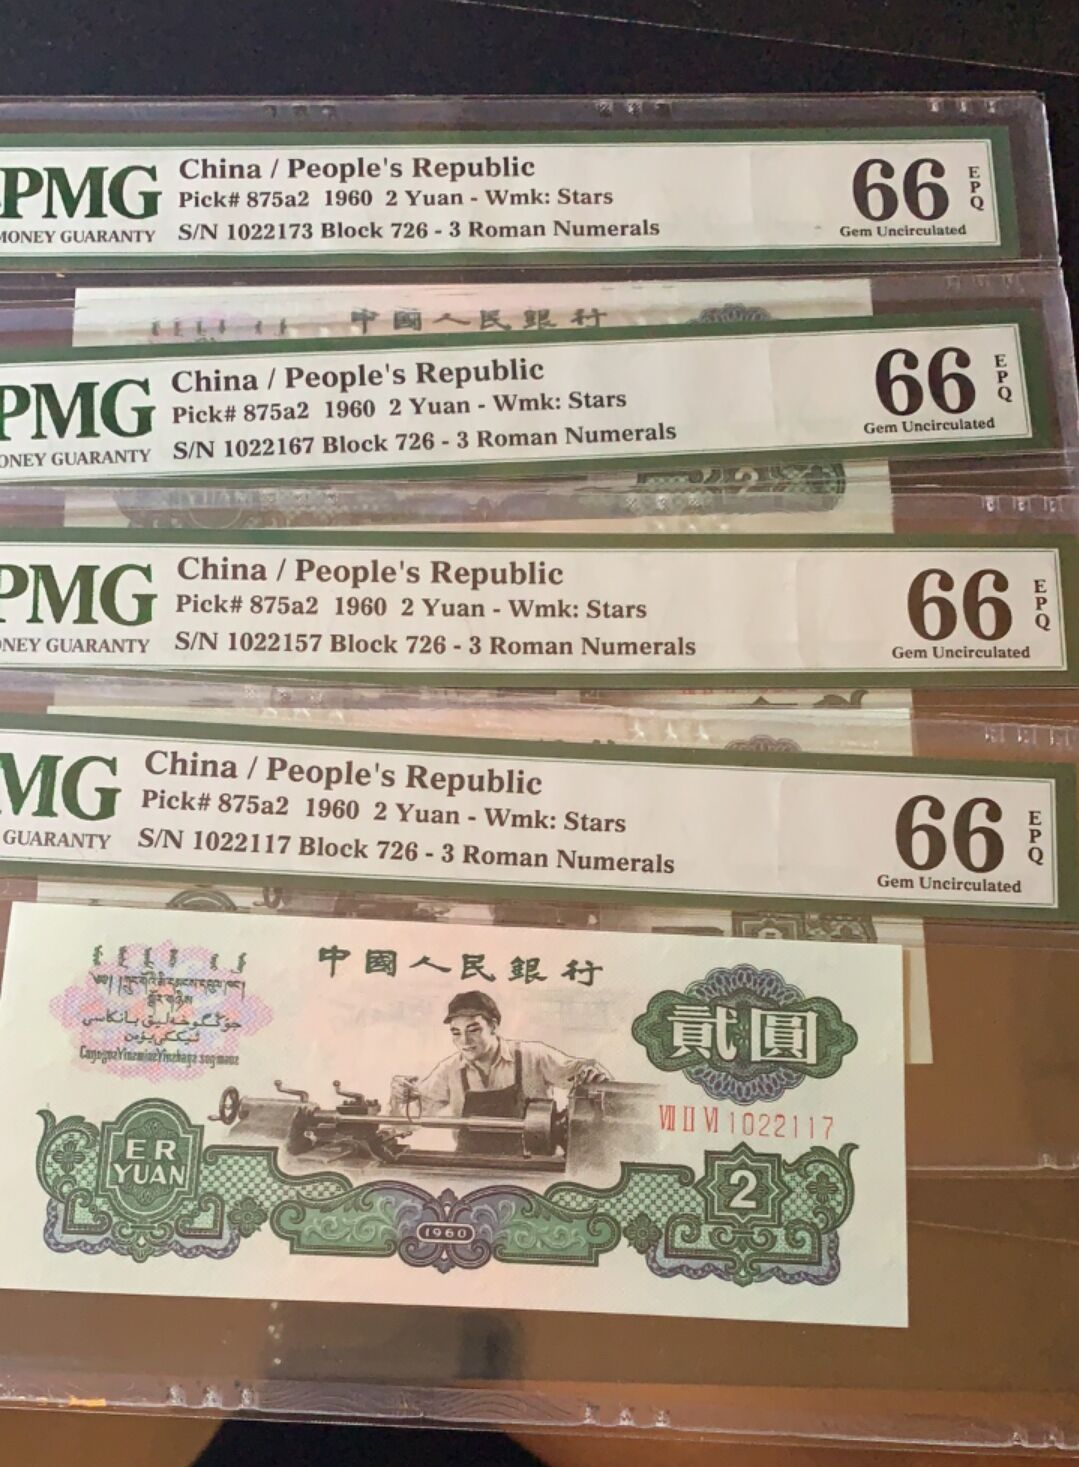 PMG
MONEY GUARANTY
China / People's Republic
Pick# 875a2 1960 2 Yuan - Wmk: Stars
S/N 1022173 Block 726 - 3 Roman Numerals
66
EPQ
Gem Uncirculated
中國人民銀行
PMG
ONEY GUARANTY
China / People's Republic
Pick# 875a2 1960 2 Yuan - Wmk: Stars
S/N 1022167 Block 726 - 3 Roman Numerals
66
EPQ
Gem Uncirculated
2
PMG
NEY GUARANTY
China / People's Republic
Pick# 875a2 1960 2 Yuan - Wmk: Stars
S/N 1022157 Block 726 - 3 Roman Numerals
66
EPQ
Gem Uncirculated
MG
GUARANTY
China / People's Republic
Pick# 875a2 1960 2 Yuan - Wmk: Stars
S/N 1022117 Block 726 - 3 Roman Numerals
66
EPQ
Gem Uncirculated
中國人民銀行
貳圓
VIII II VI 1022117
ER
YUAN
2
1960